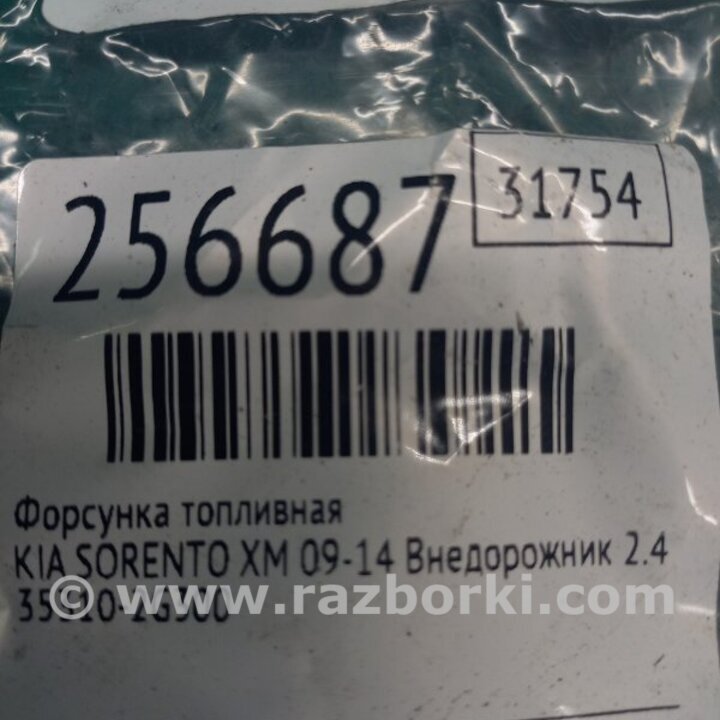 256687
31754
Форсунка топливная
KIA SORENTO XM 09-14 Внедорожник 2.4
© www.razborki.com